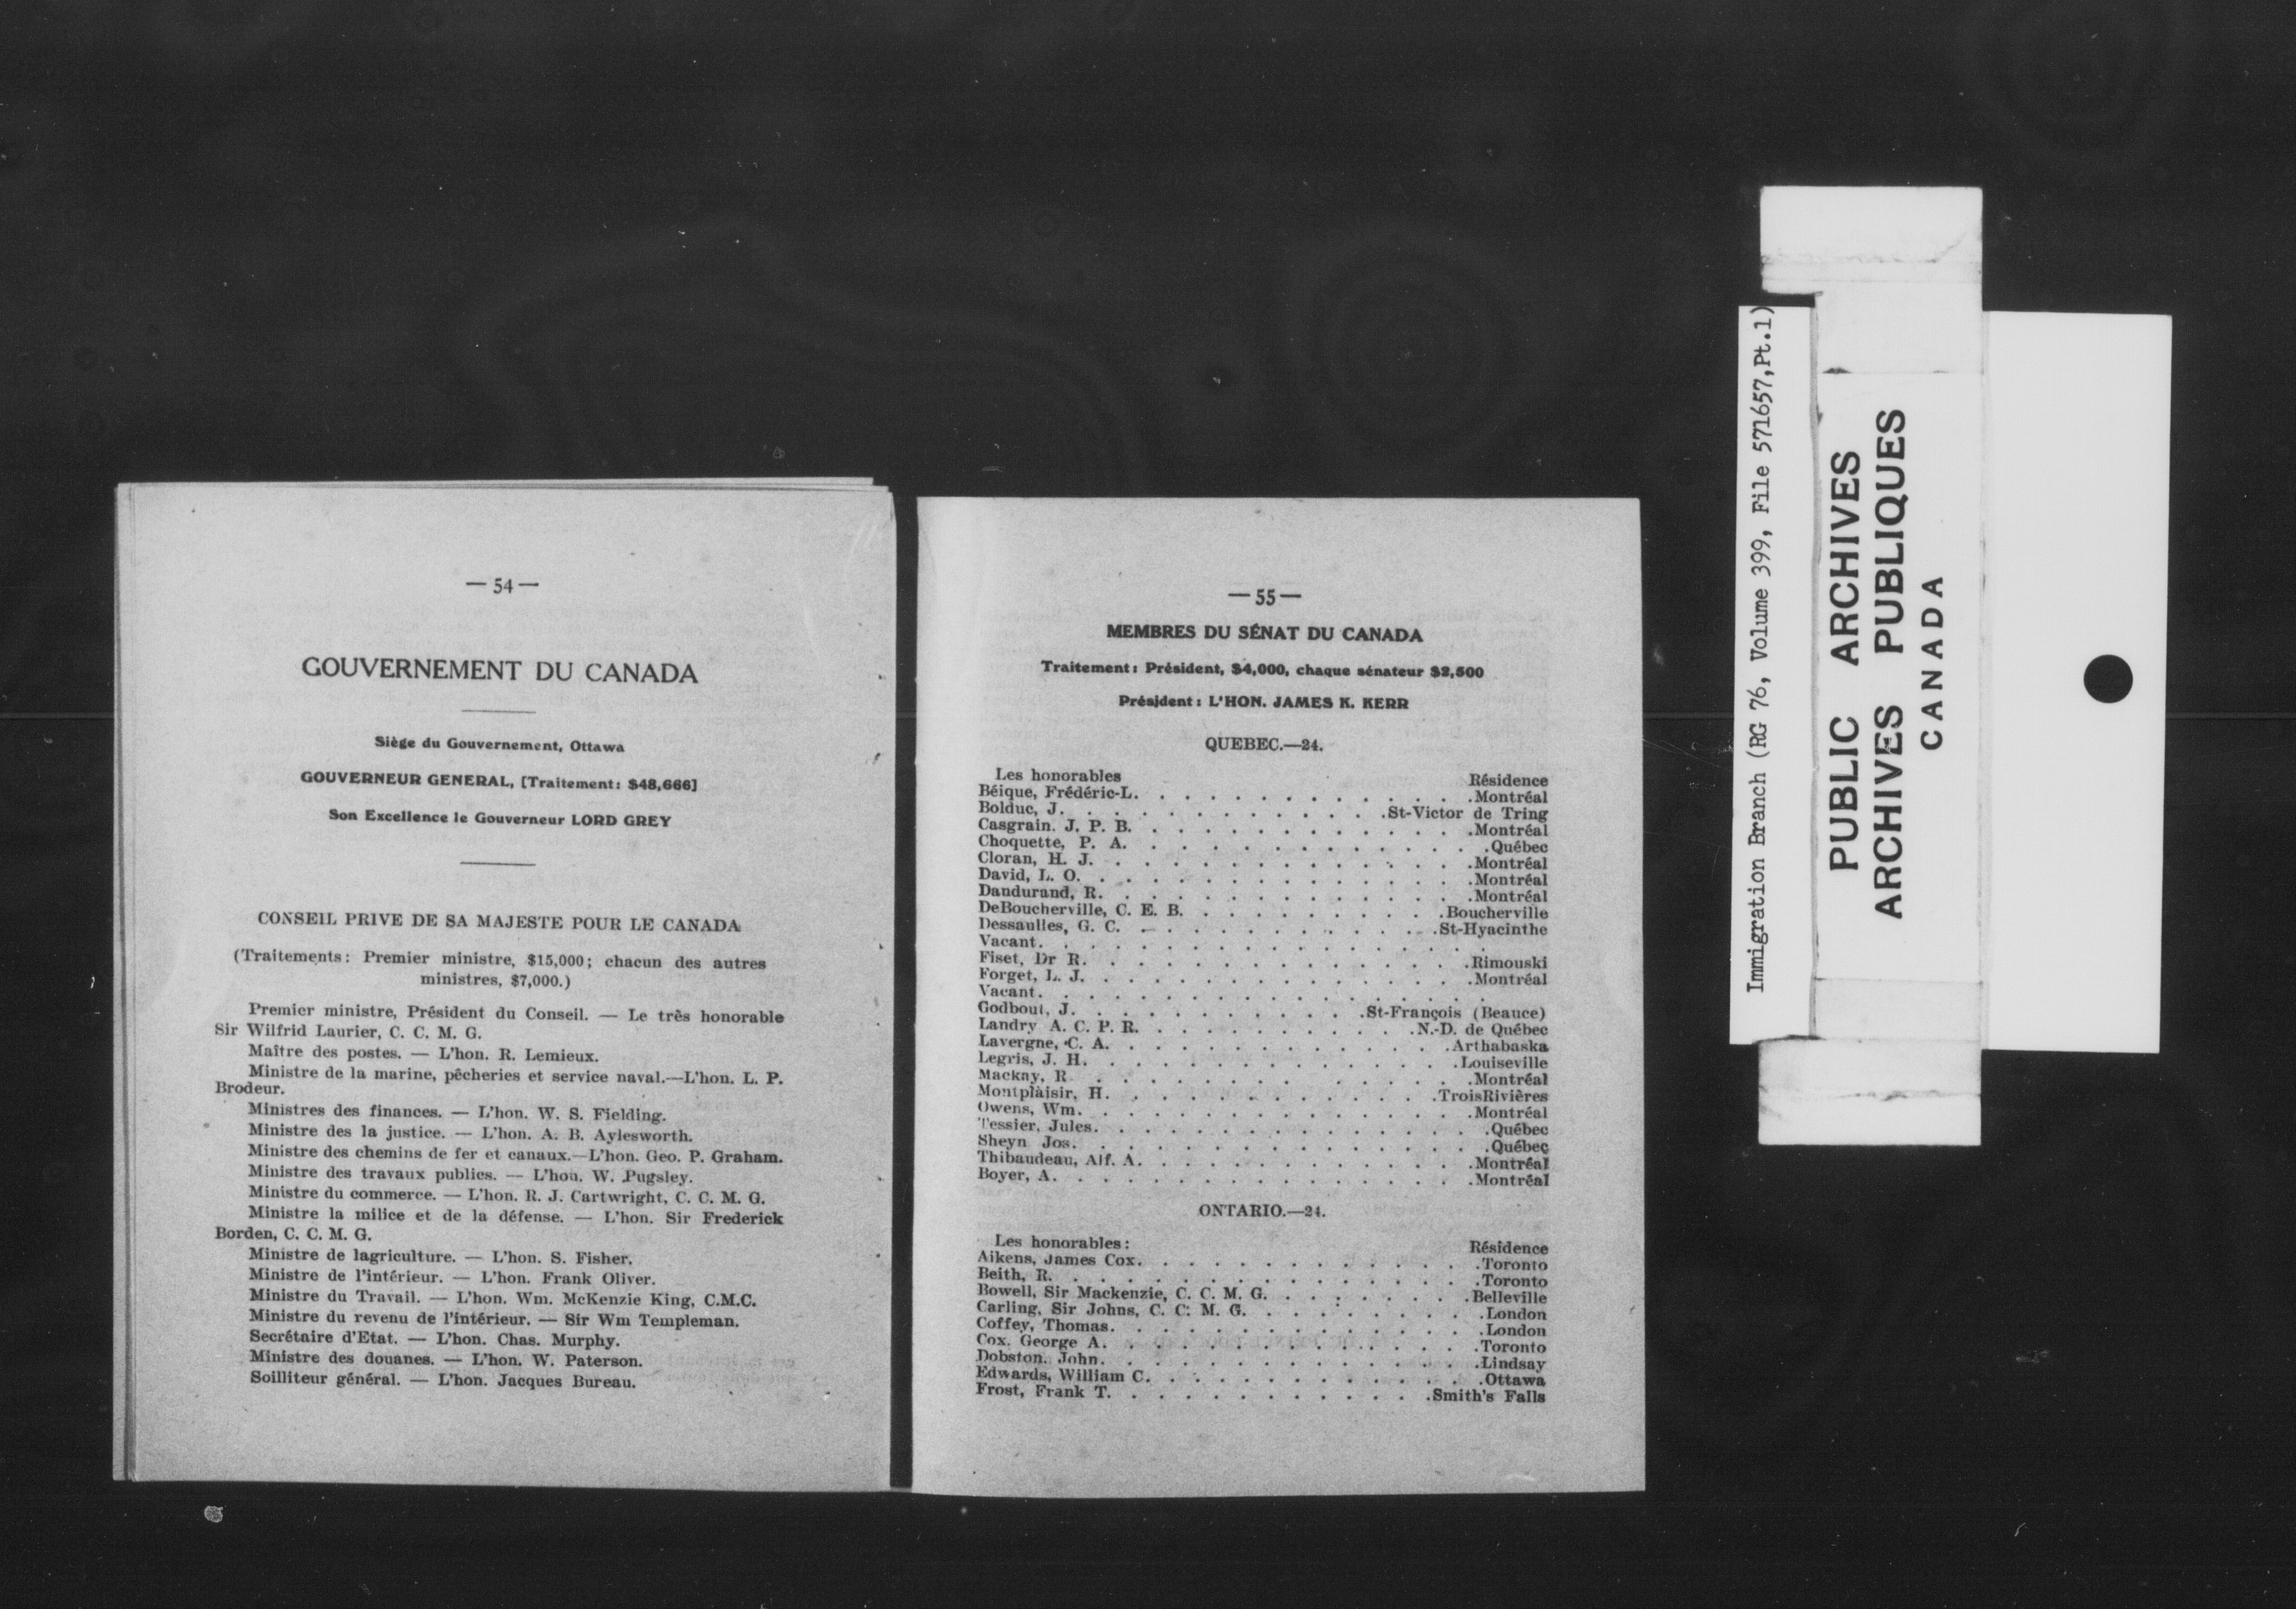 — 54 —
GOUVERNEMENT DU CANADA
Siège du Gouvernement, Ottawa
GOUVERNEUR GENERAL, [Traitement: $48,666]
Son Excellence le Gouverneur LORD GREY
CONSEIL PRIVE DE SA MAJESTE POUR LE CANADA
(Traitements: Premier ministre, $15,000; chacun des autres
ministres, $7,000.)
Premier ministre, Président du Conseil. — Le très honorable
Sir Wilfrid Laurier, C. C. M. G.
Maître des postes. — L'hon. R. Lemieux.
Ministre de la marine, pêcheries et service naval.—L'hon. L. P.
Brodeur.
Ministres des finances. — L'hon. W. S. Fielding.
Ministre des la justice. — L'hon. A. B. Aylesworth.
Ministre des chemins de fer et canaux.—L'hon. Geo. P. Graham.
Ministre des travaux publics. — L'hon. W. Pugsley.
Ministre du commerce. — L'hon. R. J. Cartwright, C. C. M. G.
Ministre la milice et de la défense. — L'hon. Sir Frederick
Borden, C. C. M. G.
Ministre de lagriculture. — L'hon. S. Fisher.
Ministre de l'intérieur. — L'hon. Frank Oliver.
Ministre du Travail. — L'hon. Wm. McKenzie King, C.M.C.
Ministre du revenu de l'intérieur. — Sir Wm Templeman.
Secrétaire d'Etat. — L'hon. Chas. Murphy.
Ministre des douanes. — L'hon. W. Paterson.
Soilliteur général. — L'hon. Jacques Bureau.
— 55 —
MEMBRES DU SÉNAT DU CANADA
Traitement: Président, $4,000, chaque sénateur $2,500
Président: L'HON. JAMES K. KERR
QUEBEC.—24.
Les honorables Résidence
Béique, Frédéric-L. . . . . . . . . . . . . . Montréal
Bolduc, J. . . . . . . . . . . . . St-Victor de Tring
Casgrain. J. P. B. . . . . . . . . . . . . . Montréal
Choquette, P. A. . . . . . . . . . . . . . . Québec
Cloran, H. J. . . . . . . . . . . . . . . Montréal
David, L. O. . . . . . . . . . . . . . . . Montréal
Dandurand, R. . . . . . . . . . . . . . . Montréal
DeBoucherville, C. E. B. . . . . . . . . . . Boucherville
Dessaulles, G. C. . . . . . . . . . . . . St-Hyacinthe
Vacant. . . . . . . . . . . . . . . . . .
Fiset, Dr R. . . . . . . . . . . . . . . . Rimouski
Forget, L. J. . . . . . . . . . . . . . . . Montréal
Vacant. . . . . . . . . . . . . . . . . .
Godbout, J. . . . . . . . . . . . St-François (Beauce)
Landry A. C. P. R. . . . . . . . . . . N.-D. de Québec
Lavergne, C. A. . . . . . . . . . . . . . Arthabaska
Legris, J. H. . . . . . . . . . . . . . . Louiseville
Mackay, R . . . . . . . . . . . . . . . Montréal
Montplaisir, H. . . . . . . . . . . . . . TroisRivières
Owens, Wm. . . . . . . . . . . . . . . . Montréal
Tessier, Jules. . . . . . . . . . . . . . . . Québec
Sheyn Jos. . . . . . . . . . . . . . . . . Québec
Thibaudeau, Alf. A. . . . . . . . . . . . . . Montréal
Boyer, A. . . . . . . . . . . . . . . . . Montréal
ONTARIO.—24.
Les honorables: Résidence
Aikens, James Cox. . . . . . . . . . . . . . Toronto
Beith, R. . . . . . . . . . . . . . . . . . Toronto
Bowell, Sir Mackenzie, C. C. M. G. . . . . . . . . Belleville
Carling, Sir Johns, C. C. M. G. . . . . . . . . . . London
Coffey, Thomas. . . . . . . . . . . . . . . . London
Cox. George A. . . . . . . . . . . . . . . . Toronto
Dobston. John. . . . . . . . . . . . . . . . Lindsay
Edwards, William C. . . . . . . . . . . . . . Ottawa
Frost, Frank T. . . . . . . . . . . . . . Smith's Falls
Immigration Branch (RG 76, Volume 399, File 571657,Pt.1)
PUBLIC ARCHIVES
ARCHIVES PUBLIQUES
CANADA